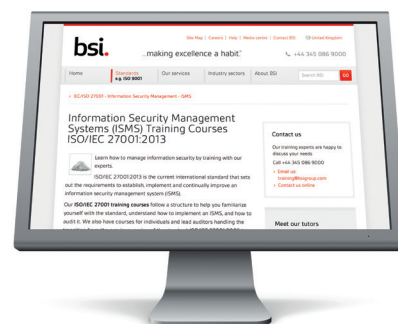 bsi.
...making excellence a habit.™
Site Map | Careers | Help | Media centre | Contact BSI
United Kingdom
+44 345 086 9000
Home
Standards
e.g. ISO 9001
Our services
Industry sectors
About BSI
Search BSI
GO
IEC/ISO 27001 - Information Security Management - ISMS
Information Security Management
Systems (ISMS) Training Courses
ISO/IEC 27001:2013
Learn how to manage information security by training with our
experts.
ISO/IEC 27001:2013 is the current international standard that sets
out the requirements to establish, implement and continually improve an
information security management system (ISMS).
Our ISO/IEC 27001 training courses follow a structure to help you familiarize
yourself with the standard, understand how to implement an ISMS, and how to
audit it. We also have courses for individuals and lead auditors handling the
Contact us
Our training experts are happy to
discuss your needs
Call +44 345 086 9000
Email us:
training@bsigroup.com
Contact us online
Meet our tutors